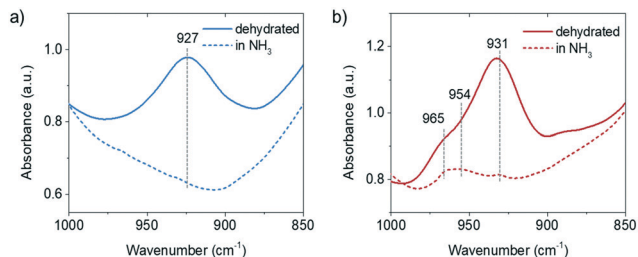 a)
927
dehydrated
in NH3
1.2
1.0
0.8
0.6
Absorbance (a.u.)
1000
950
900
850
Wavenumber (cm-1)
b)
931
954
965
dehydrated
in NH3
1.2
1.0
0.8
Absorbance (a.u.)
1000
950
900
850
Wavenumber (cm-1)